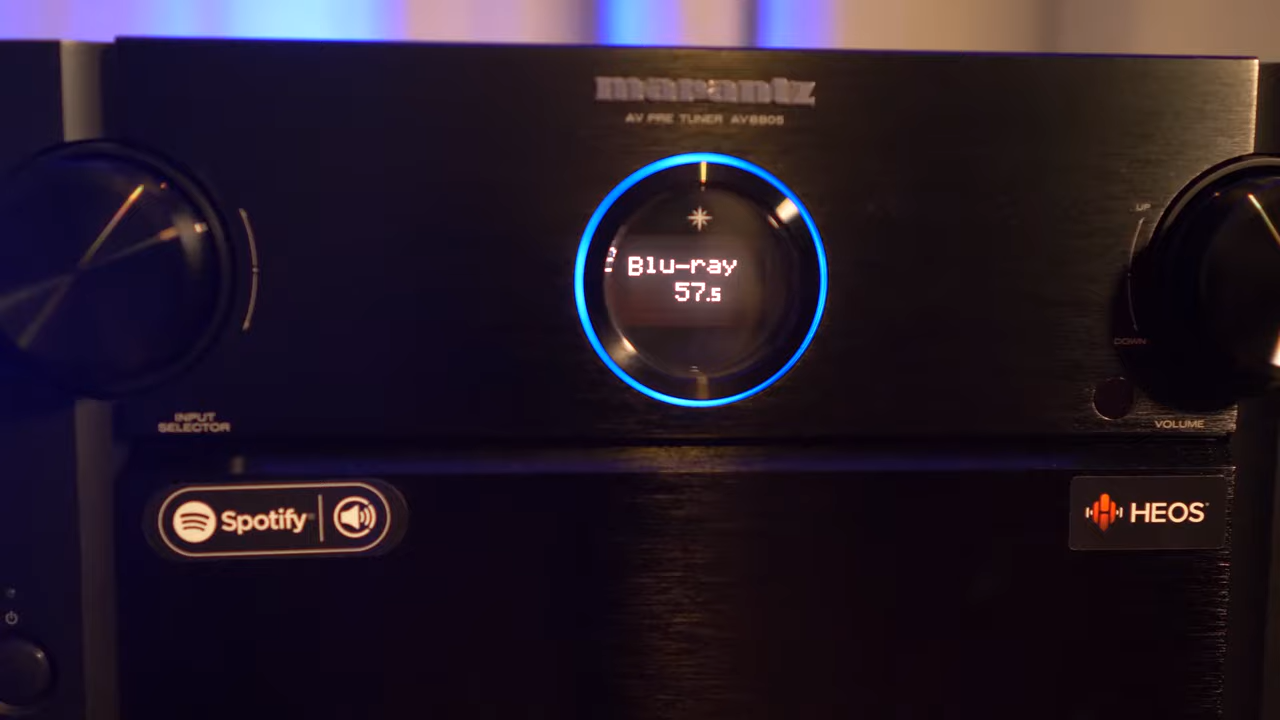 marantz
AV PRE TUNER AV8805
Blu-ray
57.5
UP
DOWN
INPUT
SELECTOR
VOLUME
Spotify
HEOS